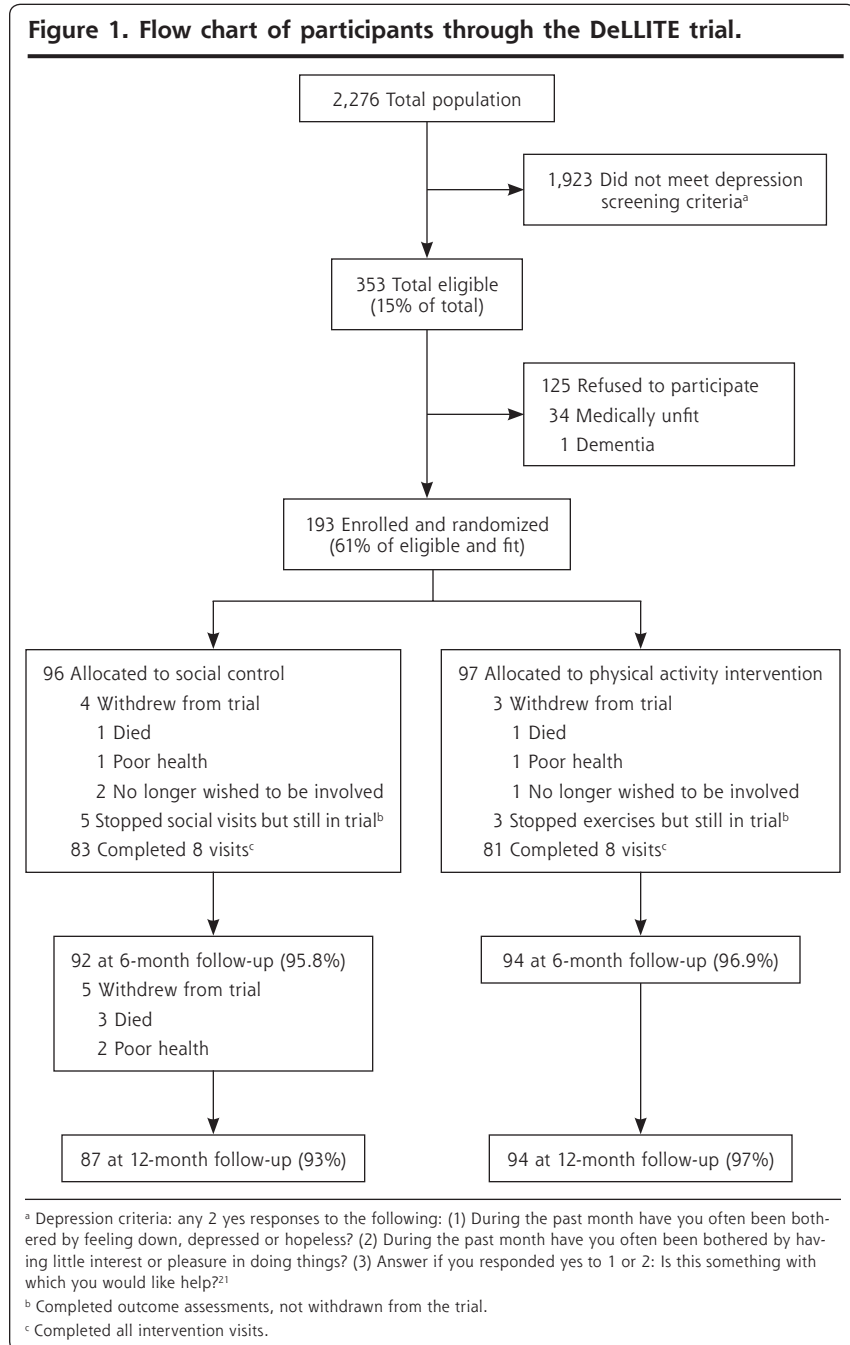 Figure 1. Flow chart of participants through the DeLLITE trial.
2,276 Total population
1,923 Did not meet depression
screening criteriaᵃ
353 Total eligible
(15% of total)
125 Refused to participate
34 Medically unfit
1 Dementia
193 Enrolled and randomized
(61% of eligible and fit)
96 Allocated to social control
4 Withdrew from trial
1 Died
1 Poor health
2 No longer wished to be involved
5 Stopped social visits but still in trialᵇ
83 Completed 8 visitsᶜ
97 Allocated to physical activity intervention
3 Withdrew from trial
1 Died
1 Poor health
1 No longer wished to be involved
3 Stopped exercises but still in trialᵇ
81 Completed 8 visitsᶜ
92 at 6-month follow-up (95.8%)
5 Withdrew from trial
3 Died
2 Poor health
94 at 6-month follow-up (96.9%)
87 at 12-month follow-up (93%)
94 at 12-month follow-up (97%)
ᵃ Depression criteria: any 2 yes responses to the following: (1) During the past month have you often been both-
ered by feeling down, depressed or hopeless? (2) During the past month have you often been bothered by hav-
ing little interest or pleasure in doing things? (3) Answer if you responded yes to 1 or 2: Is this something with
which you would like help?²¹
ᵇ Completed outcome assessments, not withdrawn from the trial.
ᶜ Completed all intervention visits.